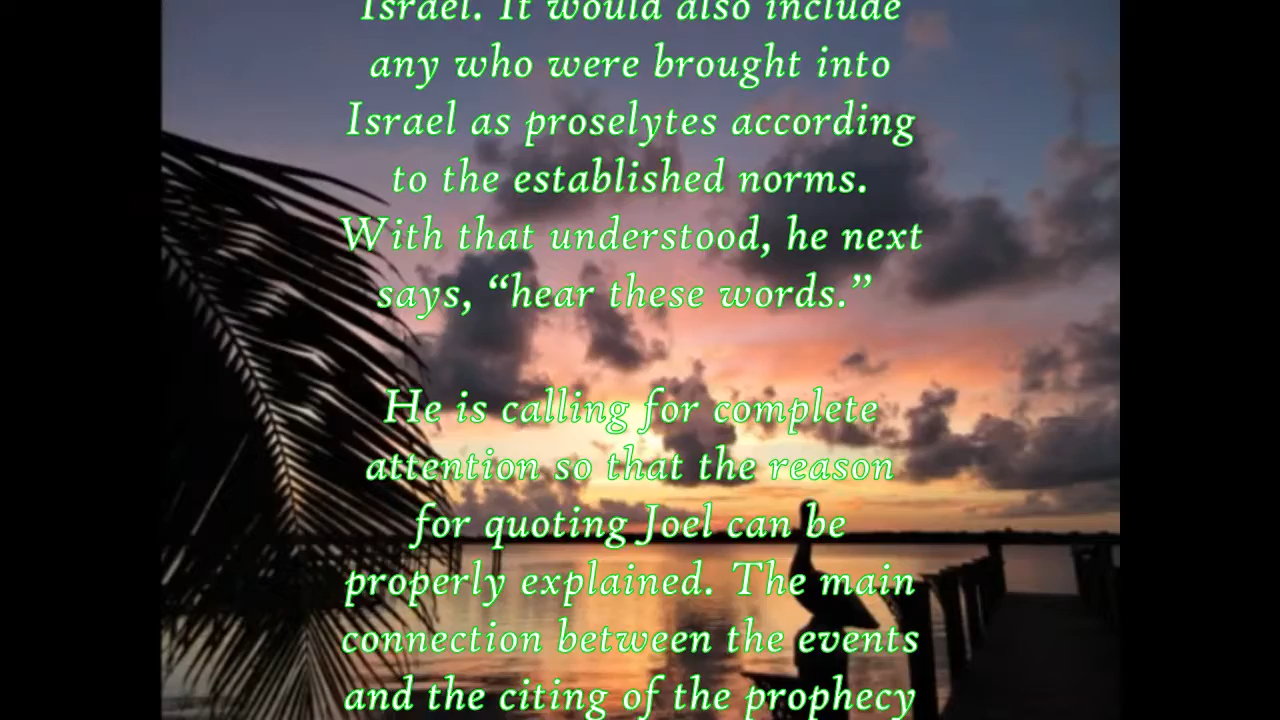 Israel. It would also include
any who were brought into
Israel as proselytes according
to the established norms.
With that understood, he next
says, “hear these words.”
He is calling for complete
attention so that the reason
for quoting Joel can be
properly explained. The main
connection between the events
and the citing of the prophecy